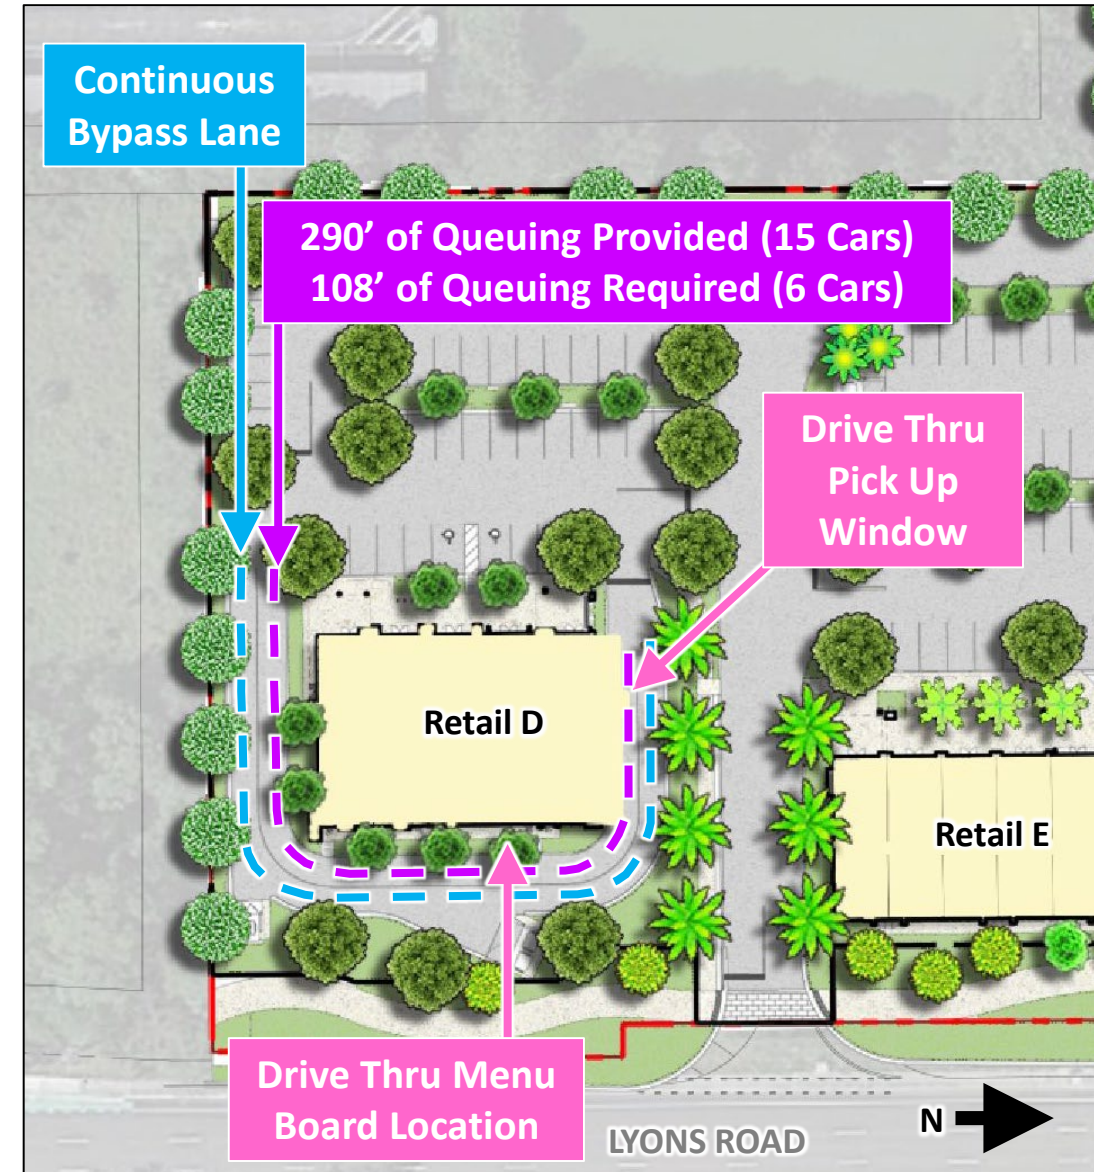 Continuous
Bypass Lane
290’ of Queuing Provided (15 Cars)
108’ of Queuing Required (6 Cars)
Drive Thru
Pick Up
Window
Retail D
Retail E
Drive Thru Menu
Board Location
LYONS ROAD
N